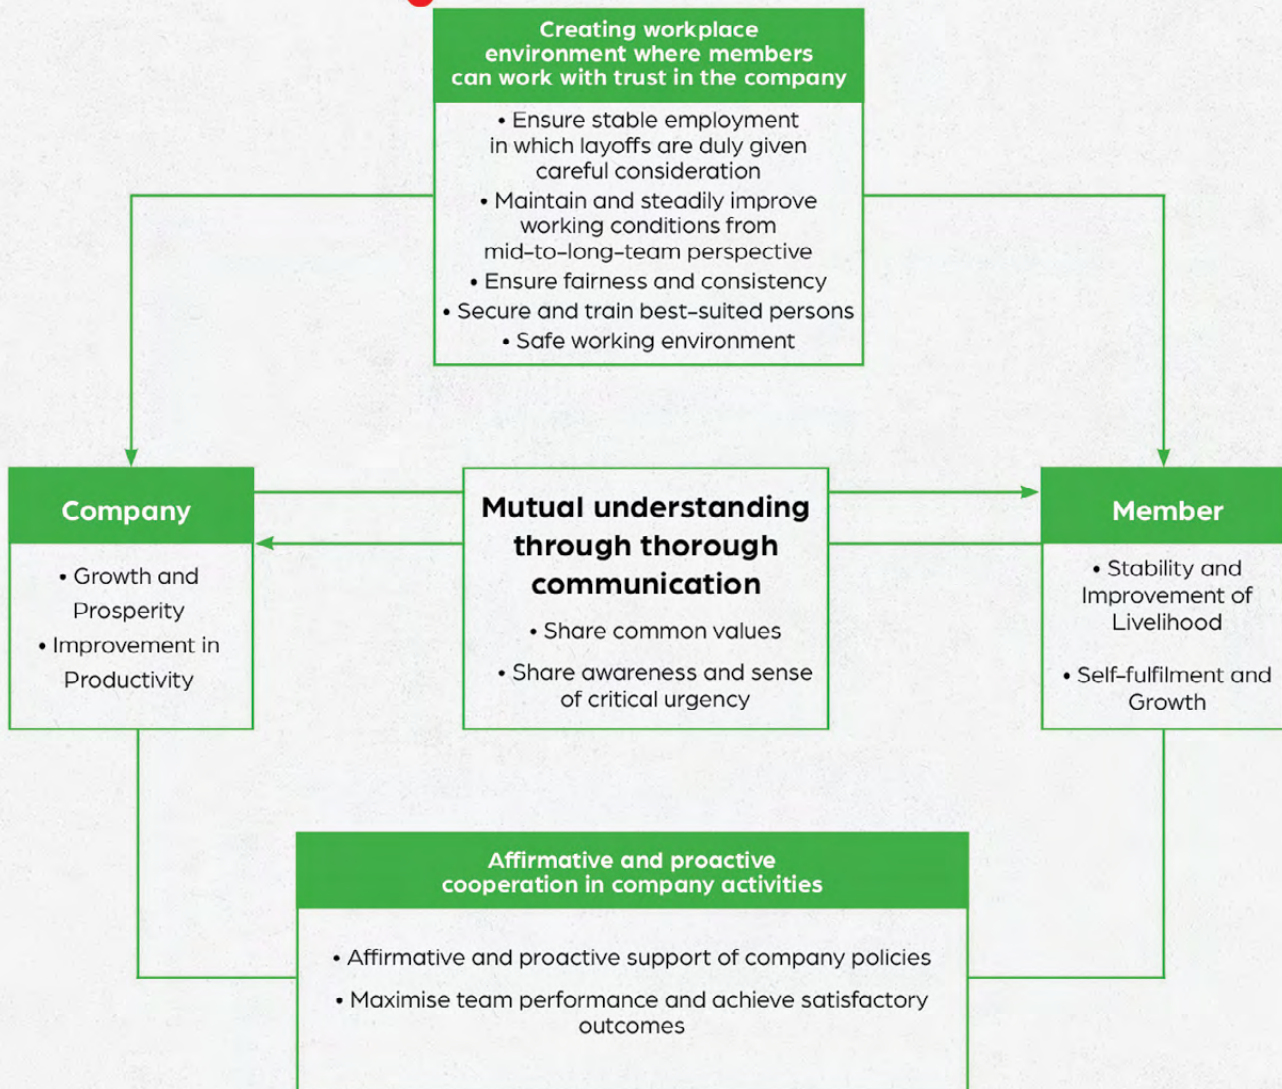 Creating workplace
environment where members
can work with trust in the company
• Ensure stable employment
in which layoffs are duly given
careful consideration
• Maintain and steadily improve
working conditions from
mid-to-long-team perspective
• Ensure fairness and consistency
• Secure and train best-suited persons
• Safe working environment
Company
• Growth and
Prosperity
• Improvement in
Productivity
Mutual understanding
through thorough
communication
• Share common values
• Share awareness and sense
of critical urgency
Member
• Stability and
Improvement of
Livelihood
• Self-fulfilment and
Growth
Affirmative and proactive
cooperation in company activities
• Affirmative and proactive support of company policies
• Maximise team performance and achieve satisfactory
outcomes